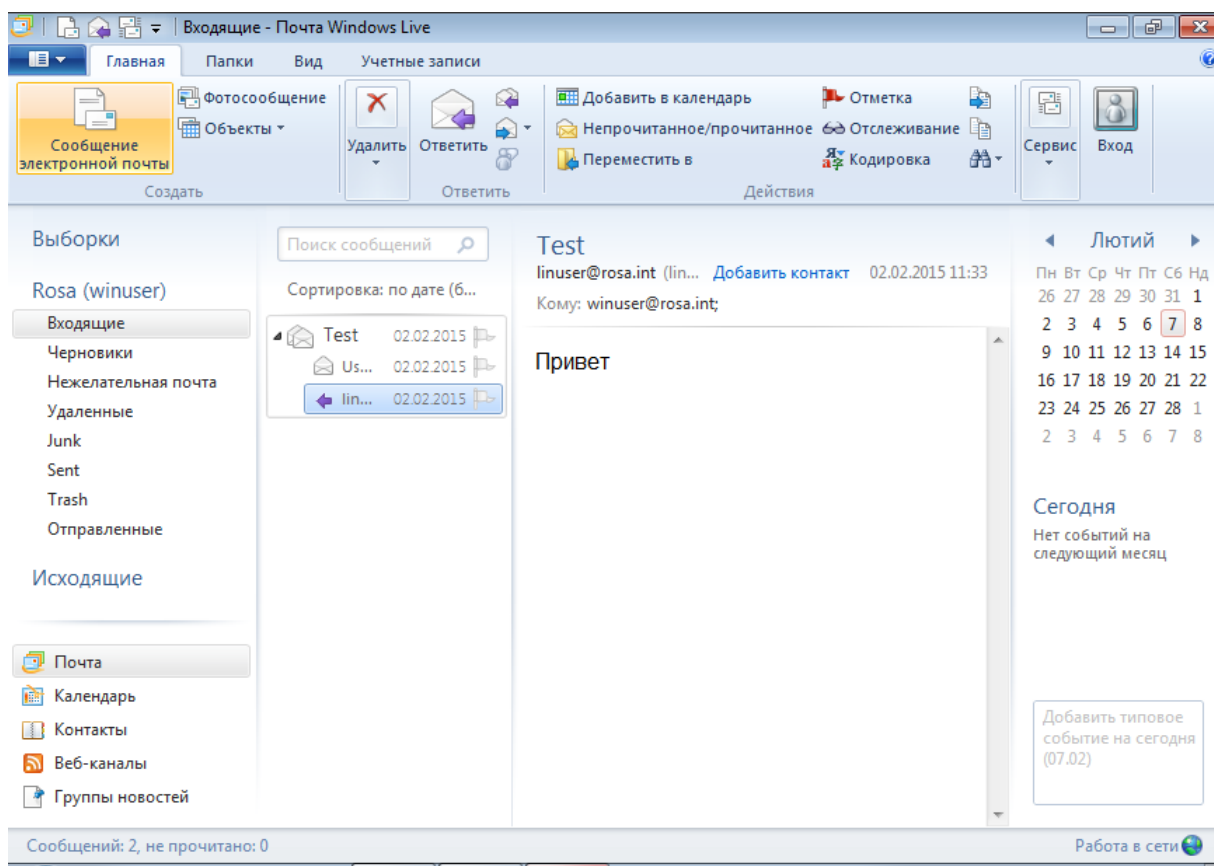 Входящие - Почта Windows Live
Главная Папки Вид Учетные записи
Сообщение
электронной почты
Фотосообщение
Объекты
Создать
Удалить
Ответить
Ответить
Добавить в календарь
Непрочитанное/прочитанное
Переместить в
Отметка
Отслеживание
Кодировка
Действия
Сервис
Вход
Выборки
Rosa (winuser)
Входящие
Черновики
Нежелательная почта
Удаленные
Junk
Sent
Trash
Отправленные
Исходящие
Почта
Календарь
Контакты
Веб-каналы
Группы новостей
Поиск сообщений
Сортировка: по дате (б...
Test 02.02.2015
Us... 02.02.2015
lin... 02.02.2015
Test
linuser@rosa.int (lin... Добавить контакт 02.02.2015 11:33
Кому: winuser@rosa.int;
Привет
Лютий
Пн Вт Ср Чт Пт Сб Нд
26 27 28 29 30 31 1
2 3 4 5 6 7 8
9 10 11 12 13 14 15
16 17 18 19 20 21 22
23 24 25 26 27 28 1
2 3 4 5 6 7 8
Сегодня
Нет событий на
следующий месяц
Добавить типовое
событие на сегодня
(07.02)
Сообщений: 2, не прочитано: 0
Работа в сети